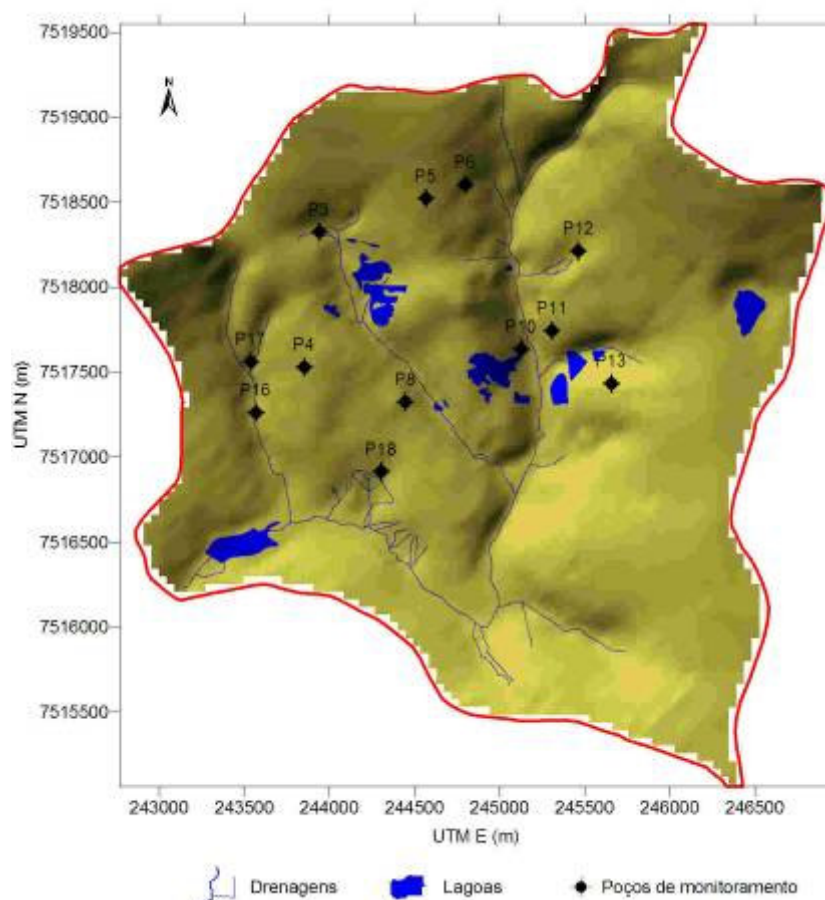 7519500
7519000
7518500
7518000
7517500
7517000
7516500
7516000
7515500
UTM N (m)
N
P6
P5
P3
P12
P11
P10
P17
P4
P13
P8
P16
P18
243000 243500 244000 244500 245000 245500 246000 246500
UTM E (m)
Drenagens Lagoas Poços de monitoramento